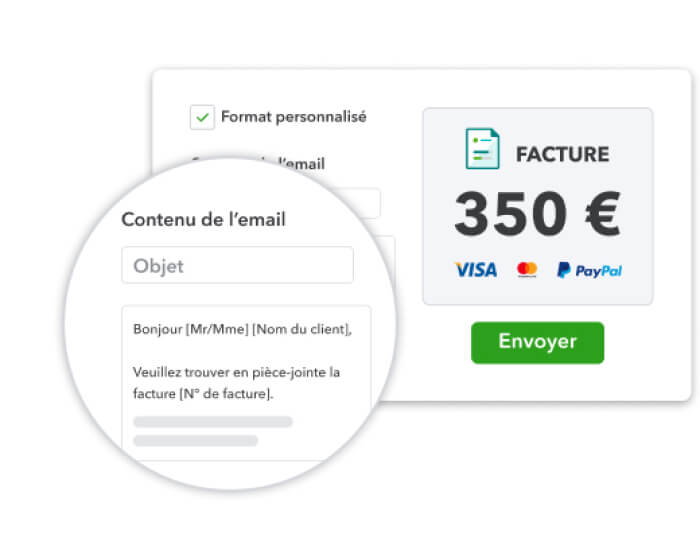 Format personnalisé
l'email
Contenu de l'email
Objet
Bonjour [Mr/Mme] [Nom du client],
Veuillez trouver en pièce-jointe la
facture [N° de facture].
FACTURE
350 €
VISA PayPal
Envoyer